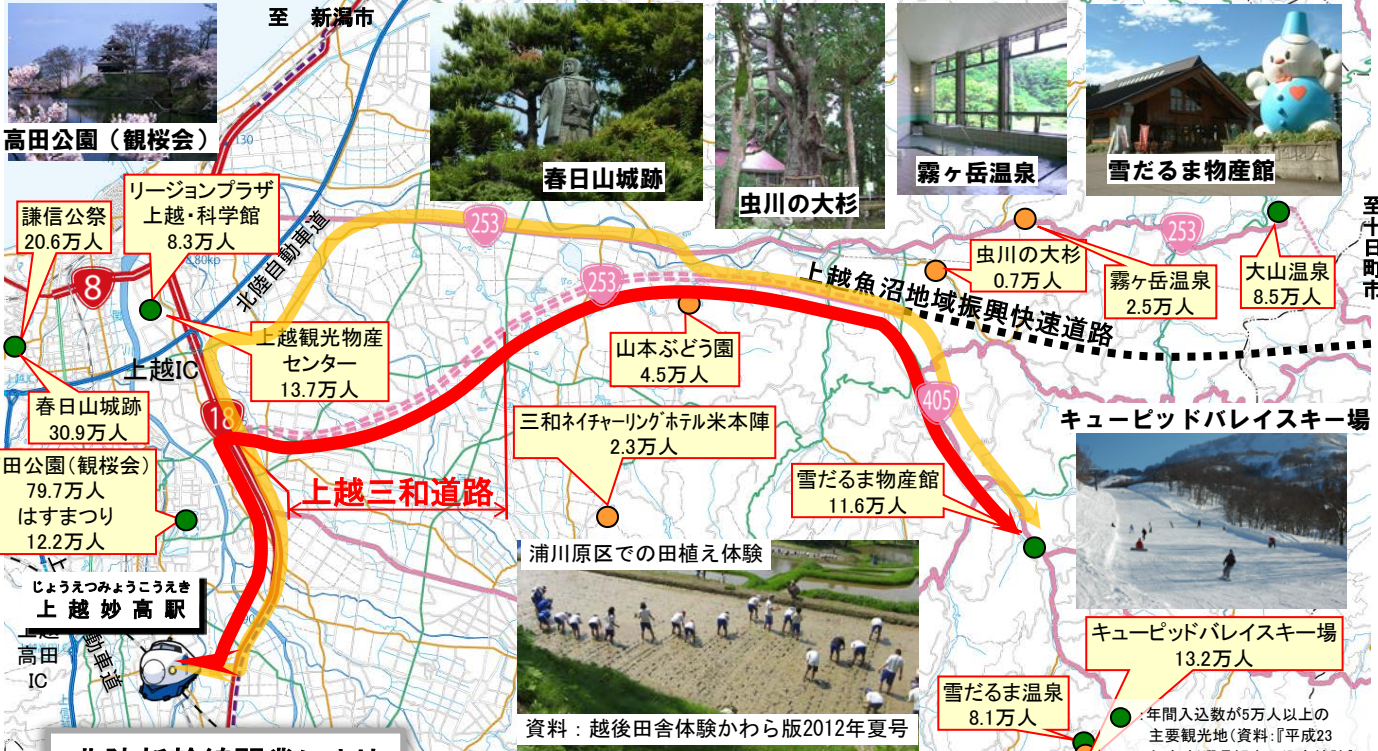 至 新潟市
高田公園（観桜会）
春日山城跡
虫川の大杉
霧ヶ岳温泉
雪だるま物産館
至十日町市
謙信公祭
20.6万人
リージョンプラザ
上越・科学館
8.3万人
北陸自動車道
253
253
253
8
虫川の大杉
0.7万人
霧ヶ岳温泉
2.5万人
大山温泉
8.5万人
上越魚沼地域振興快速道路
上越観光物産
センター
13.7万人
上越IC
山本ぶどう園
4.5万人
春日山城跡
30.9万人
18
405
三和ネイチャーリングホテル米本陣
2.3万人
キューピッドバレイスキー場
田公園（観桜会）
79.7万人
はすまつり
12.2万人
上越三和道路
雪だるま物産館
11.6万人
浦川原区での田植え体験
じょうえつみょうこうえき
上越妙高駅
上越
高田
IC
動車道
キューピッドバレイスキー場
13.2万人
雪だるま温泉
8.1万人
資料：越後田舎体験かわら版2012年夏号
：年間入込数が5万人以上の
主要観光地（資料：『平成23